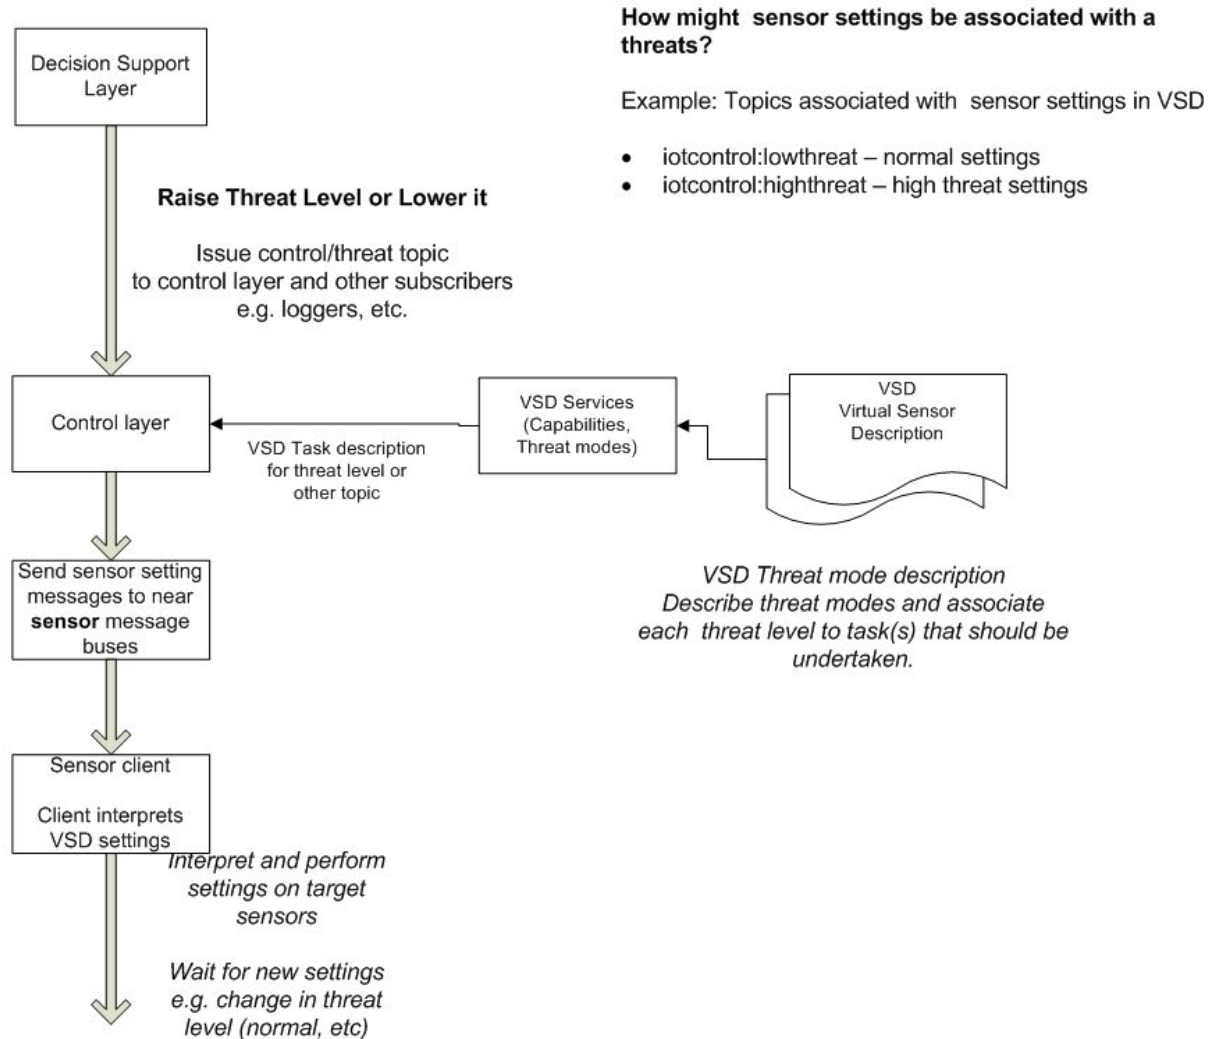 How might sensor settings be associated with a
threats?
Example: Topics associated with sensor settings in VSD
• iotcontrol:lowthreat – normal settings
• iotcontrol:highthreat – high threat settings
Decision Support
Layer
Raise Threat Level or Lower it
Issue control/threat topic
to control layer and other subscribers
e.g. loggers, etc.
Control layer
VSD Task description
for threat level or
other topic
VSD Services
(Capabilities,
Threat modes)
VSD
Virtual Sensor
Description
VSD Threat mode description
Describe threat modes and associate
each threat level to task(s) that should be
undertaken.
Send sensor setting
messages to near
sensor message
buses
Sensor client
Client interprets
VSD settings
Interpret and perform
settings on target
sensors
Wait for new settings
e.g. change in threat
level (normal, etc)